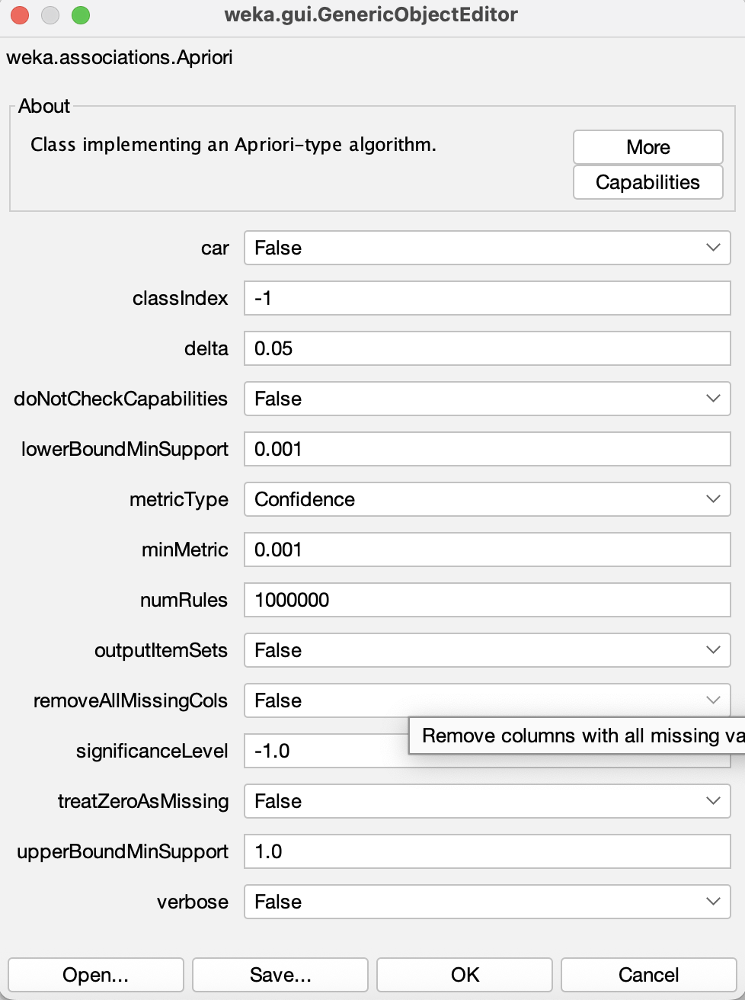 weka.gui.GenericObjectEditor
weka.associations.Apriori
About
Class implementing an Apriori-type algorithm.
More
Capabilities
car False
classIndex -1
delta 0.05
doNotCheckCapabilities False
lowerBoundMinSupport 0.001
metricType Confidence
minMetric 0.001
numRules 1000000
outputItemSets False
removeAllMissingCols False
Remove columns with all missing va
significanceLevel -1.0
treatZeroAsMissing False
upperBoundMinSupport 1.0
verbose False
Open... Save... OK Cancel